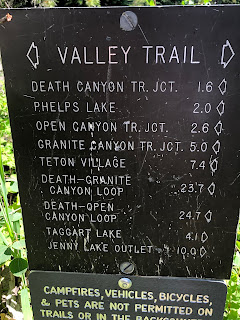 VALLEY TRAIL
DEATH CANYON TR. JCT. 1.6
PHELPS LAKE 2.0
OPEN CANYON TR. JCT. 2.6
GRANITE CANYON TR. JCT. 5.0
TETON VILLAGE 7.4
DEATH-GRANITE
CANYON LOOP 23.7
DEATH-OPEN
CANYON LOOP 24.7
TAGGART LAKE 4.1
JENNY LAKE OUTLET 10.0
CAMPFIRES, VEHICLES, BICYCLES,
& PETS ARE NOT PERMITTED ON
TRAILS OR IN THE BACKCOUNTRY